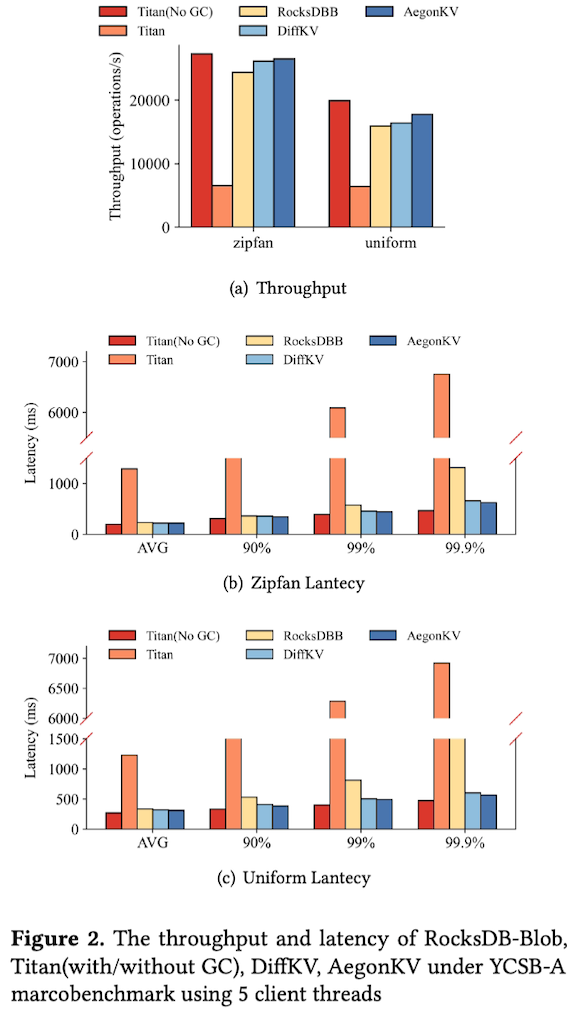 Titan(No GC) RocksDBB AegonKV
Titan DiffKV
Throughput (operations/s)
20000
10000
0
zipfan uniform
(a) Throughput
Titan(No GC) RocksDBB AegonKV
Titan DiffKV
Latency (ms)
7000
6000
1000
0
AVG 90% 99% 99.9%
(b) Zipfan Lantecy
Titan(No GC) RocksDBB AegonKV
Titan DiffKV
Latency (ms)
7000
6500
6000
1500
1000
500
0
AVG 90% 99% 99.9%
(c) Uniform Lantecy
Figure 2. The throughput and latency of RocksDB-Blob,
Titan(with/without GC), DiffKV, AegonKV under YCSB-A
marcobenchmark using 5 client threads